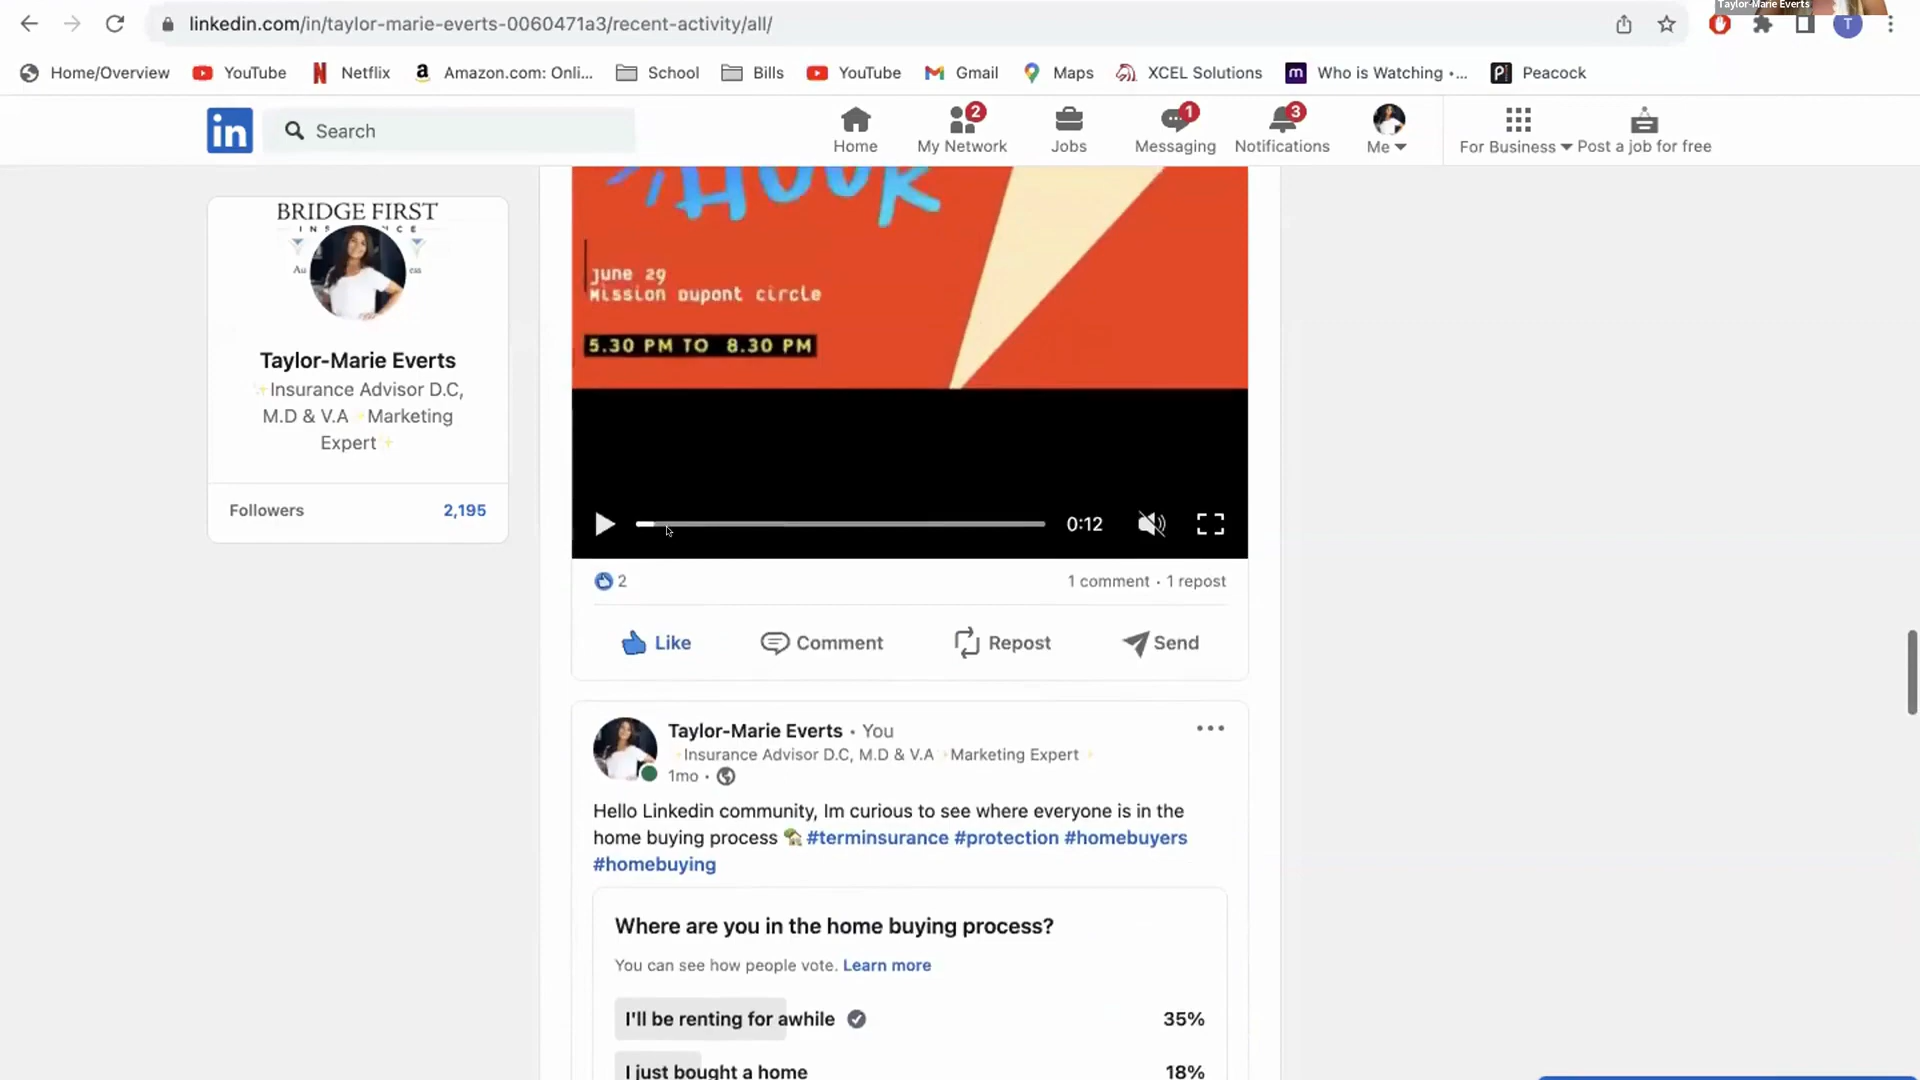 Taylor-Marie Everts
linkedin.com/in/taylor-marie-everts-0060471a3/recent-activity/all/
T
Home/Overview
YouTube
Netflix
Amazon.com: Onli...
School
Bills
YouTube
Gmail
Maps
XCEL Solutions
Who is Watching •...
Peacock
in
Search
Home
2
My Network
Jobs
1
Messaging
3
Notifications
Me
For Business
Post a job for free
BRIDGE FIRST
Taylor-Marie Everts
Insurance Advisor D.C,
M.D & V.A Marketing
Expert
Followers 2,195
HOUR
june 29
Mission Dupont circle
5.30 PM TO 8.30 PM
0:12
2
1 comment • 1 repost
Like
Comment
Repost
Send
Taylor-Marie Everts • You
Insurance Advisor D.C, M.D & V.A Marketing Expert
1mo •
Hello Linkedin community, Im curious to see where everyone is in the
home buying process #terminsurance #protection #homebuyers
#homebuying
Where are you in the home buying process?
You can see how people vote. Learn more
I'll be renting for awhile 35%
I just bought a home 18%